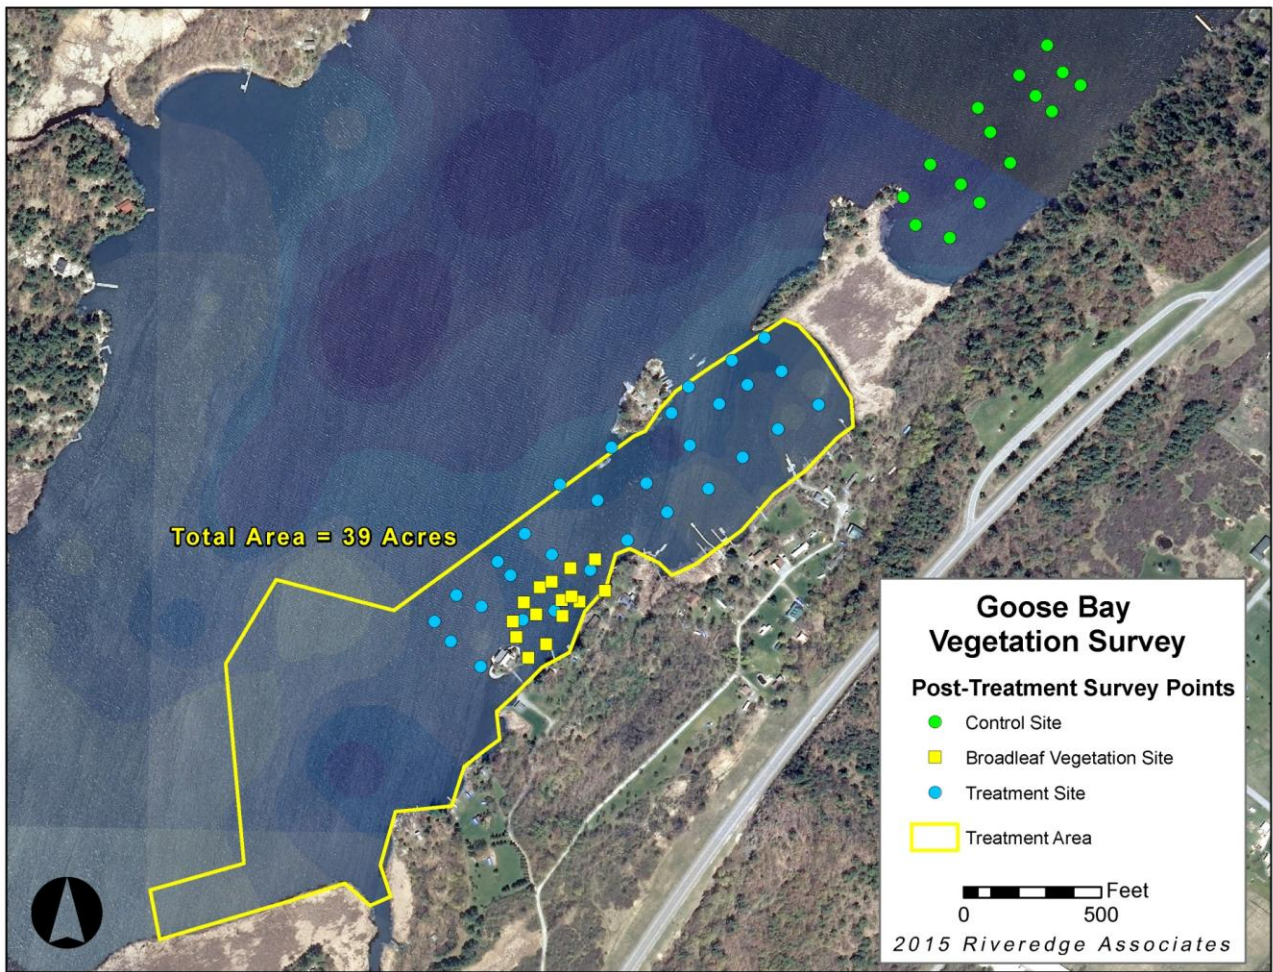 Total Area = 39 Acres
Goose Bay
Vegetation Survey
Post-Treatment Survey Points
Control Site
Broadleaf Vegetation Site
Treatment Site
Treatment Area
Feet
0 500
2015 Riveredge Associates